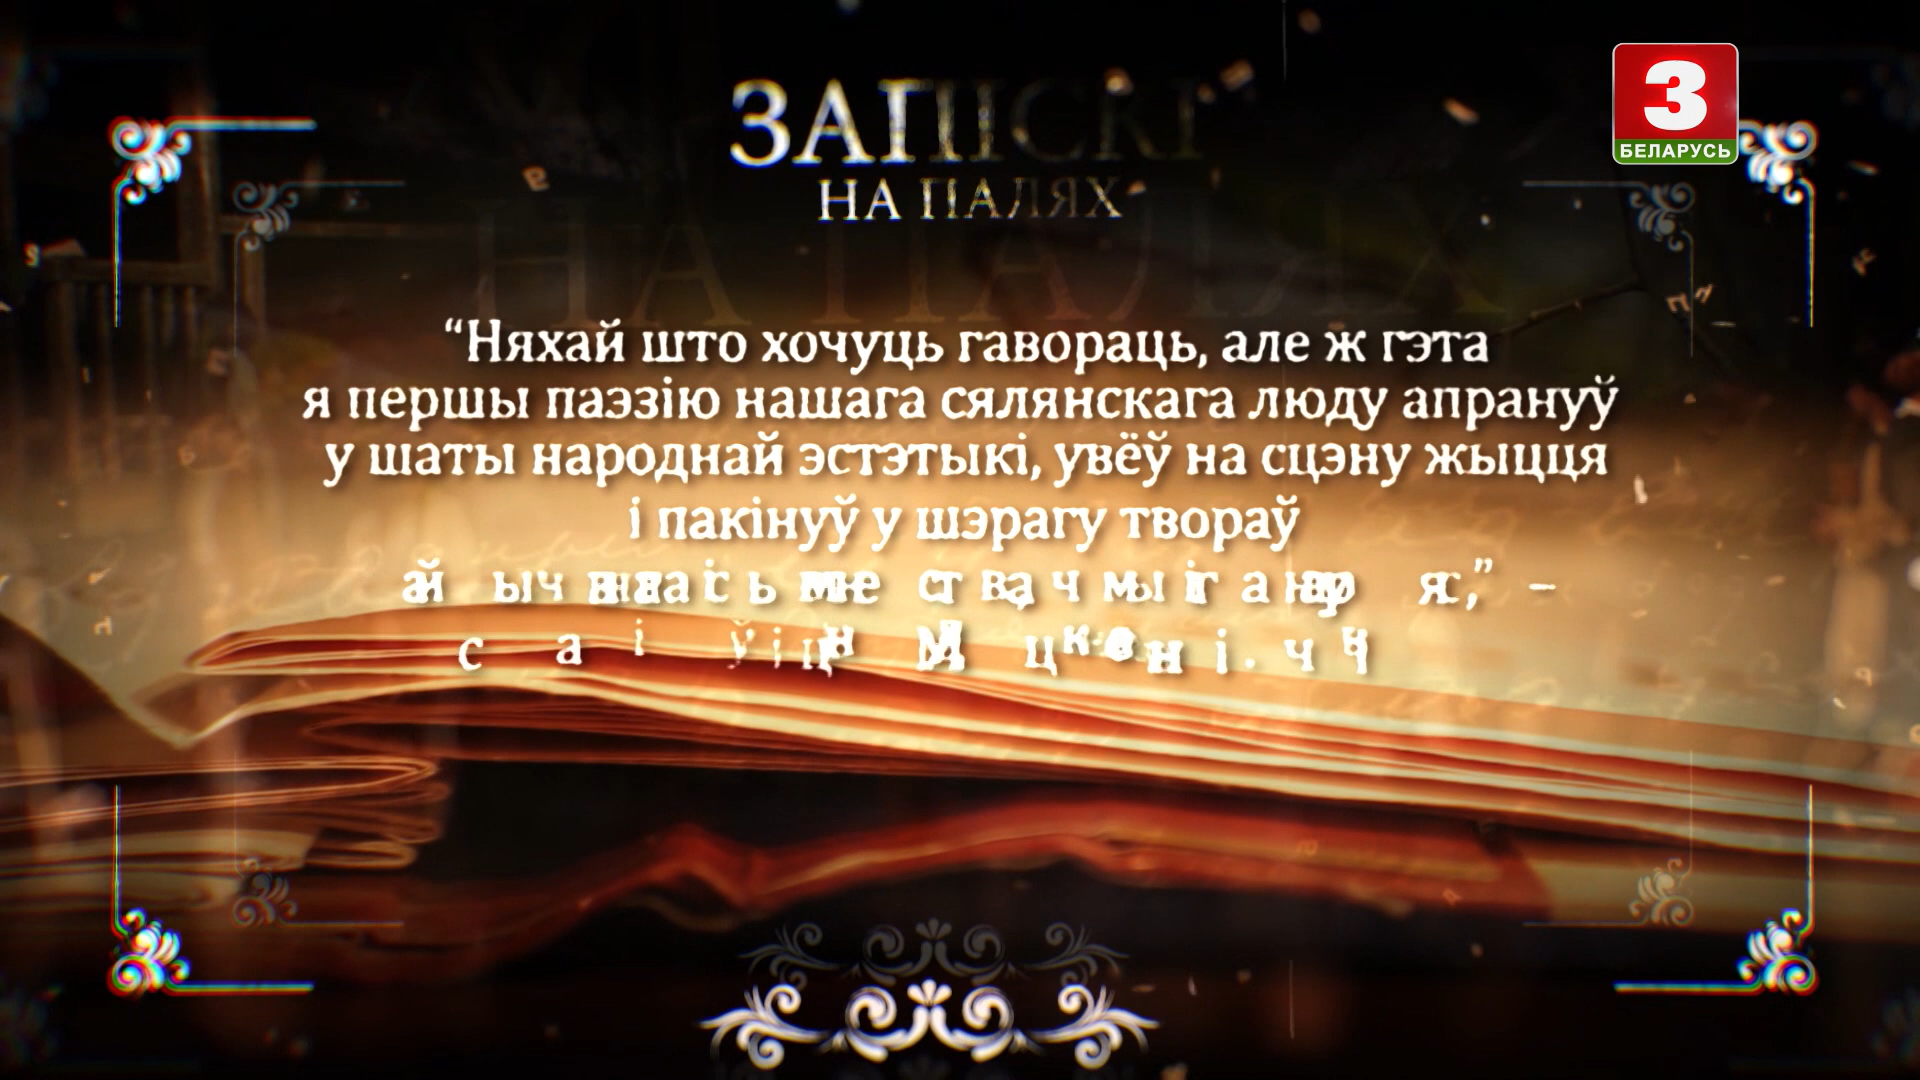 ЗАПІСКІ
НА ПАЛЯХ
3
БЕЛАРУСЬ
“Няхай што хочуць гавораць, але ж гэта
я першы паэзію нашага сялянскага люду апрануў
у шаты народнай эстэтыкі, увёў на сцэну жыцця
і пакінуў у шэрагу твораў